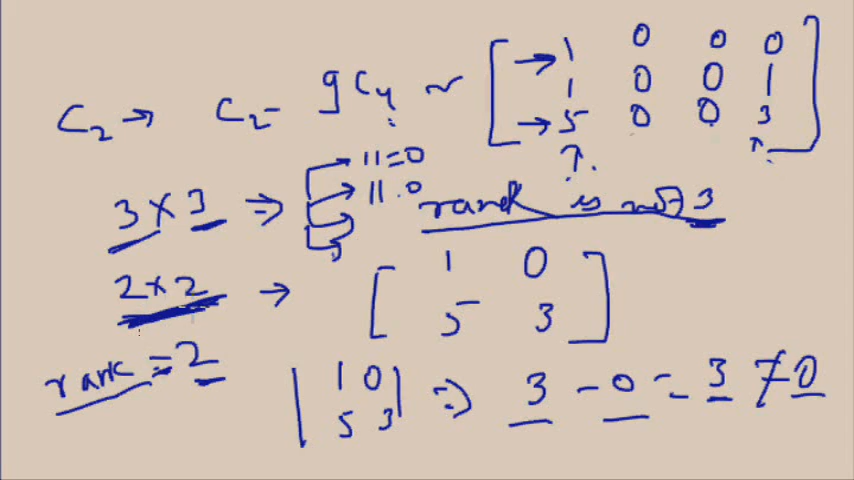 C₂ → C₂ - 9C₄ ~ [ → 1 0 0 0
1 0 0 1
→ 5 0 0 3 ]
3 × 3 ⇒ → 11=0
→ 11.0 rank is not 3
2 × 2 → [ 1 0
5 3 ]
rank = 2
| 1 0
5 3 | ⇒ 3 - 0 = 3 ≠ 0